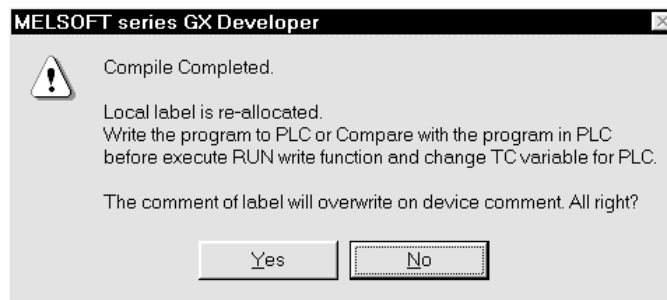 MELSOFT series GX Developer
Compile Completed.
Local label is re-allocated.
Write the program to PLC or Compare with the program in PLC
before execute RUN write function and change TC variable for PLC.
The comment of label will overwrite on device comment. All right?
Yes
No